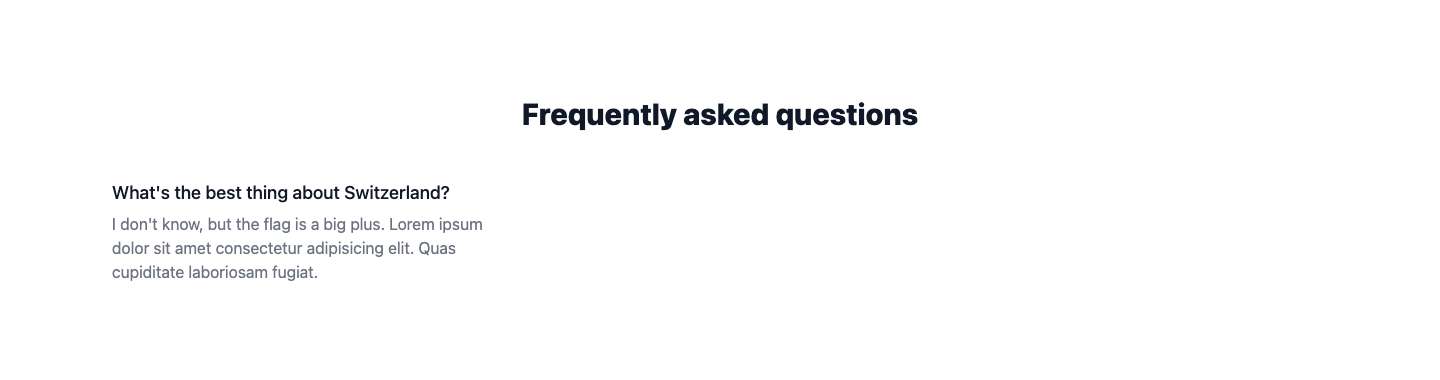 Frequently asked questions
What's the best thing about Switzerland?
I don't know, but the flag is a big plus. Lorem ipsum
dolor sit amet consectetur adipisicing elit. Quas
cupiditate laboriosam fugiat.